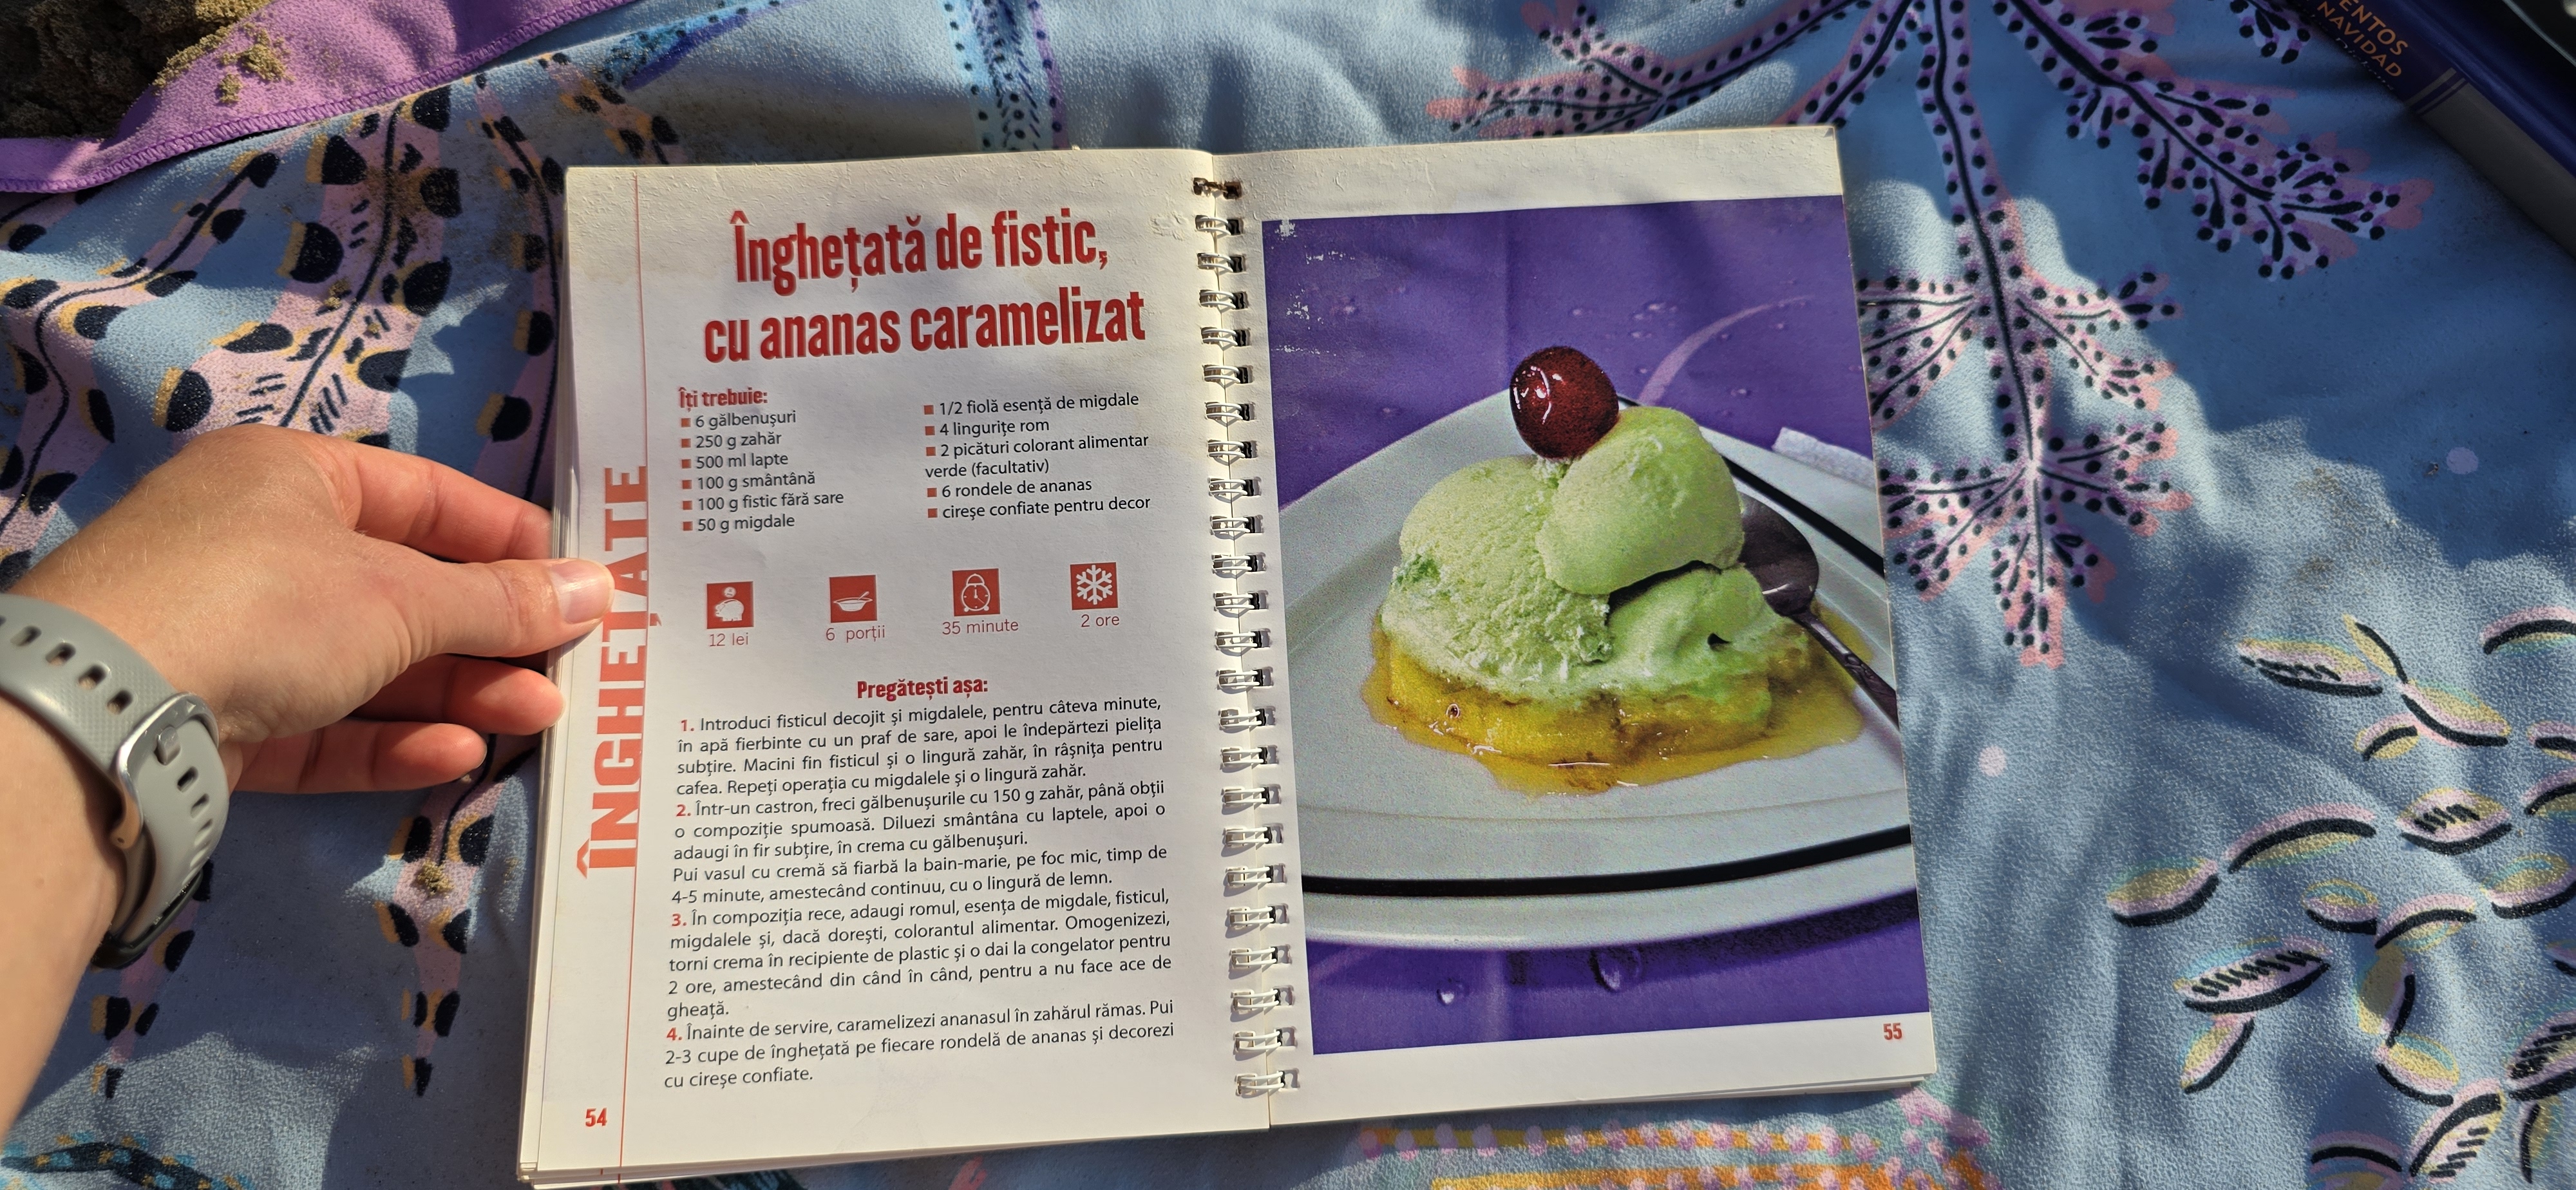 ENTOS
NAVIDAD
Înghețată de fistic,
cu ananas caramelizat
Îți trebuie:
6 gălbenușuri
250 g zahăr
500 ml lapte
100 g smântână
100 g fistic fără sare
50 g migdale
1/2 fiolă esență de migdale
4 lingurițe rom
2 picături colorant alimentar
verde (facultativ)
6 rondele de ananas
cireșe confiate pentru decor
12 lei
6 porții
35 minute
2 ore
Pregătești așa:
1. Introduci fisticul decojit și migdalele, pentru câteva minute,
în apă fierbinte cu un praf de sare, apoi le îndepărtezi pielița
subțire. Macini fin fisticul și o lingură zahăr, în râșnița pentru
cafea. Repeți operația cu migdalele și o lingură zahăr.
2. Într-un castron, freci gălbenușurile cu 150 g zahăr, până obții
o compoziție spumoasă. Diluezi smântâna cu laptele, apoi o
adaugi în fir subțire, în crema cu gălbenușuri.
Pui vasul cu cremă să fiarbă la bain-marie, pe foc mic, timp de
4-5 minute, amestecând continuu, cu o lingură de lemn.
3. În compoziția rece, adaugi romul, esența de migdale, fisticul,
migdalele și, dacă dorești, colorantul alimentar. Omogenizezi,
torni crema în recipiente de plastic și o dai la congelator pentru
2 ore, amestecând din când în când, pentru a nu face ace de
gheață.
4. Înainte de servire, caramelizezi ananasul în zahărul rămas. Pui
2-3 cupe de înghețată pe fiecare rondelă de ananas și decorezi
cu cireșe confiate.
ÎNGHEȚATE
54
55